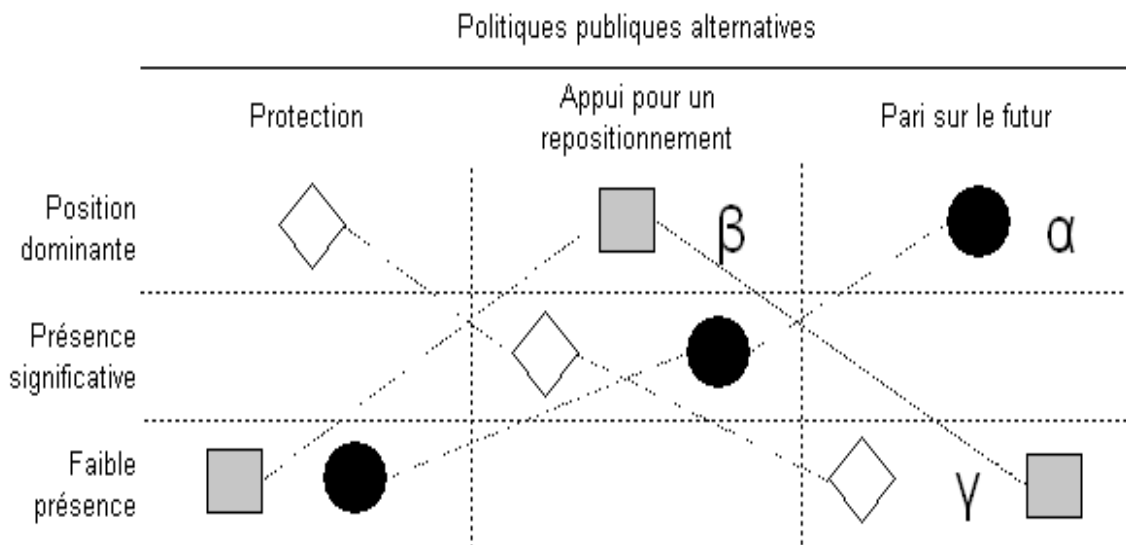 Politiques publiques alternatives
Protection
Appui pour un
repositionnement
Pari sur le futur
Position
dominante
β
α
Présence
significative
Faible
présence
γ